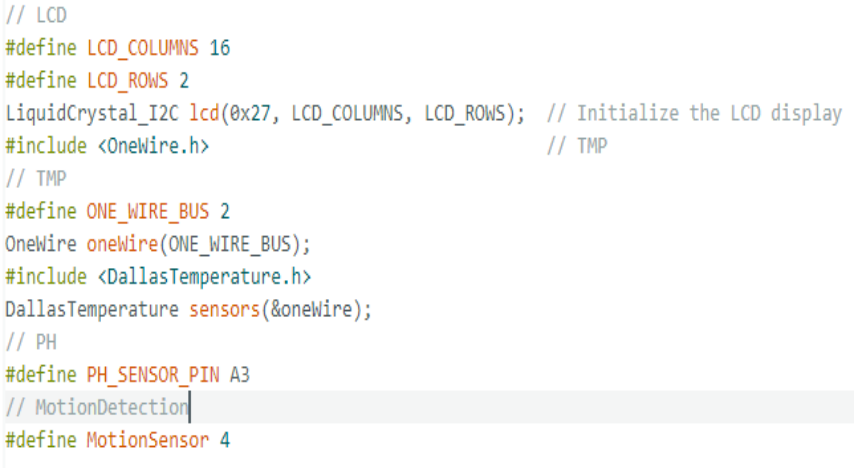 // LCD
#define LCD_COLUMNS 16
#define LCD_ROWS 2
LiquidCrystal_I2C lcd(0x27, LCD_COLUMNS, LCD_ROWS);  // Initialize the LCD display
#include <OneWire.h>                                 // TMP
// TMP
#define ONE_WIRE_BUS 2
OneWire oneWire(ONE_WIRE_BUS);
#include <DallasTemperature.h>
DallasTemperature sensors(&oneWire);
// PH
#define PH_SENSOR_PIN A3
// MotionDetection
#define MotionSensor 4